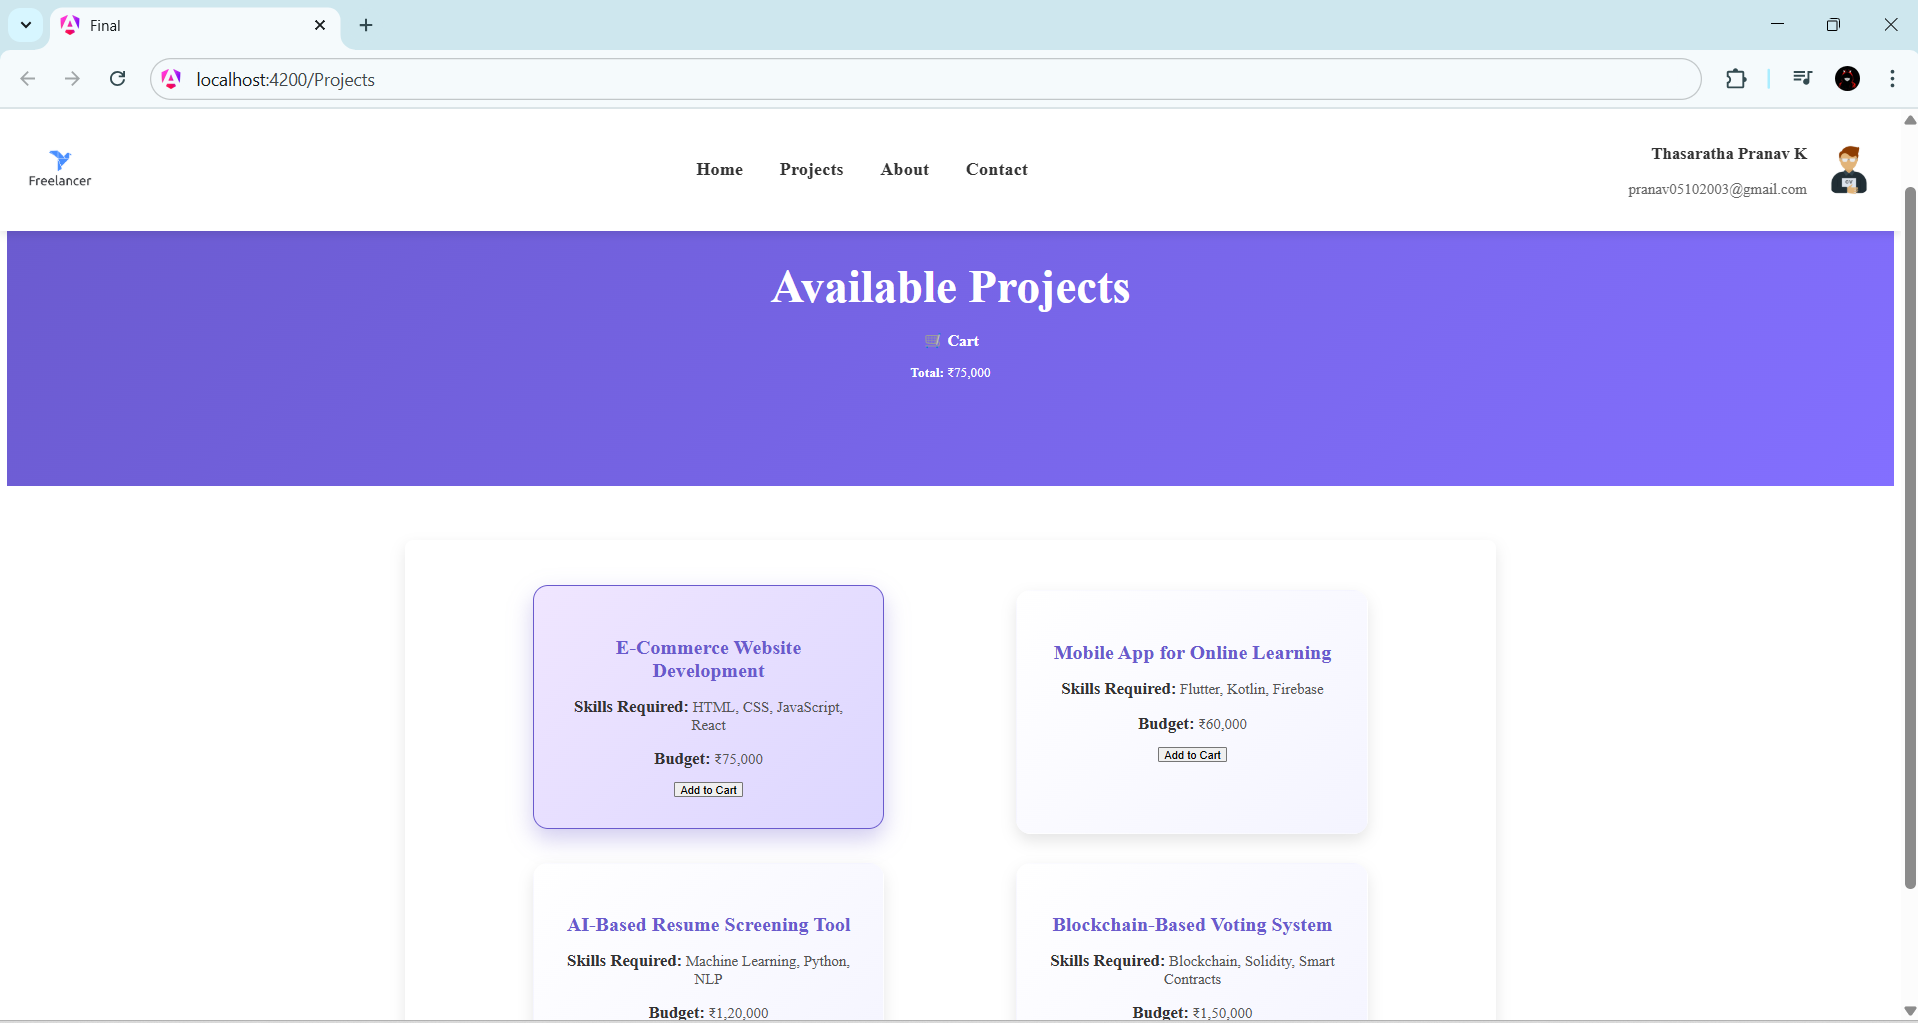 Final
localhost:4200/Projects
Freelancer
Home Projects About Contact
Thasaratha Pranav K
pranav05102003@gmail.com
Available Projects
🛒 Cart
Total: ₹75,000
E-Commerce Website
Development
Skills Required: HTML, CSS, JavaScript,
React
Budget: ₹75,000
Add to Cart
Mobile App for Online Learning
Skills Required: Flutter, Kotlin, Firebase
Budget: ₹60,000
Add to Cart
AI-Based Resume Screening Tool
Skills Required: Machine Learning, Python,
NLP
Budget: ₹1,20,000
Blockchain-Based Voting System
Skills Required: Blockchain, Solidity, Smart
Contracts
Budget: ₹1,50,000